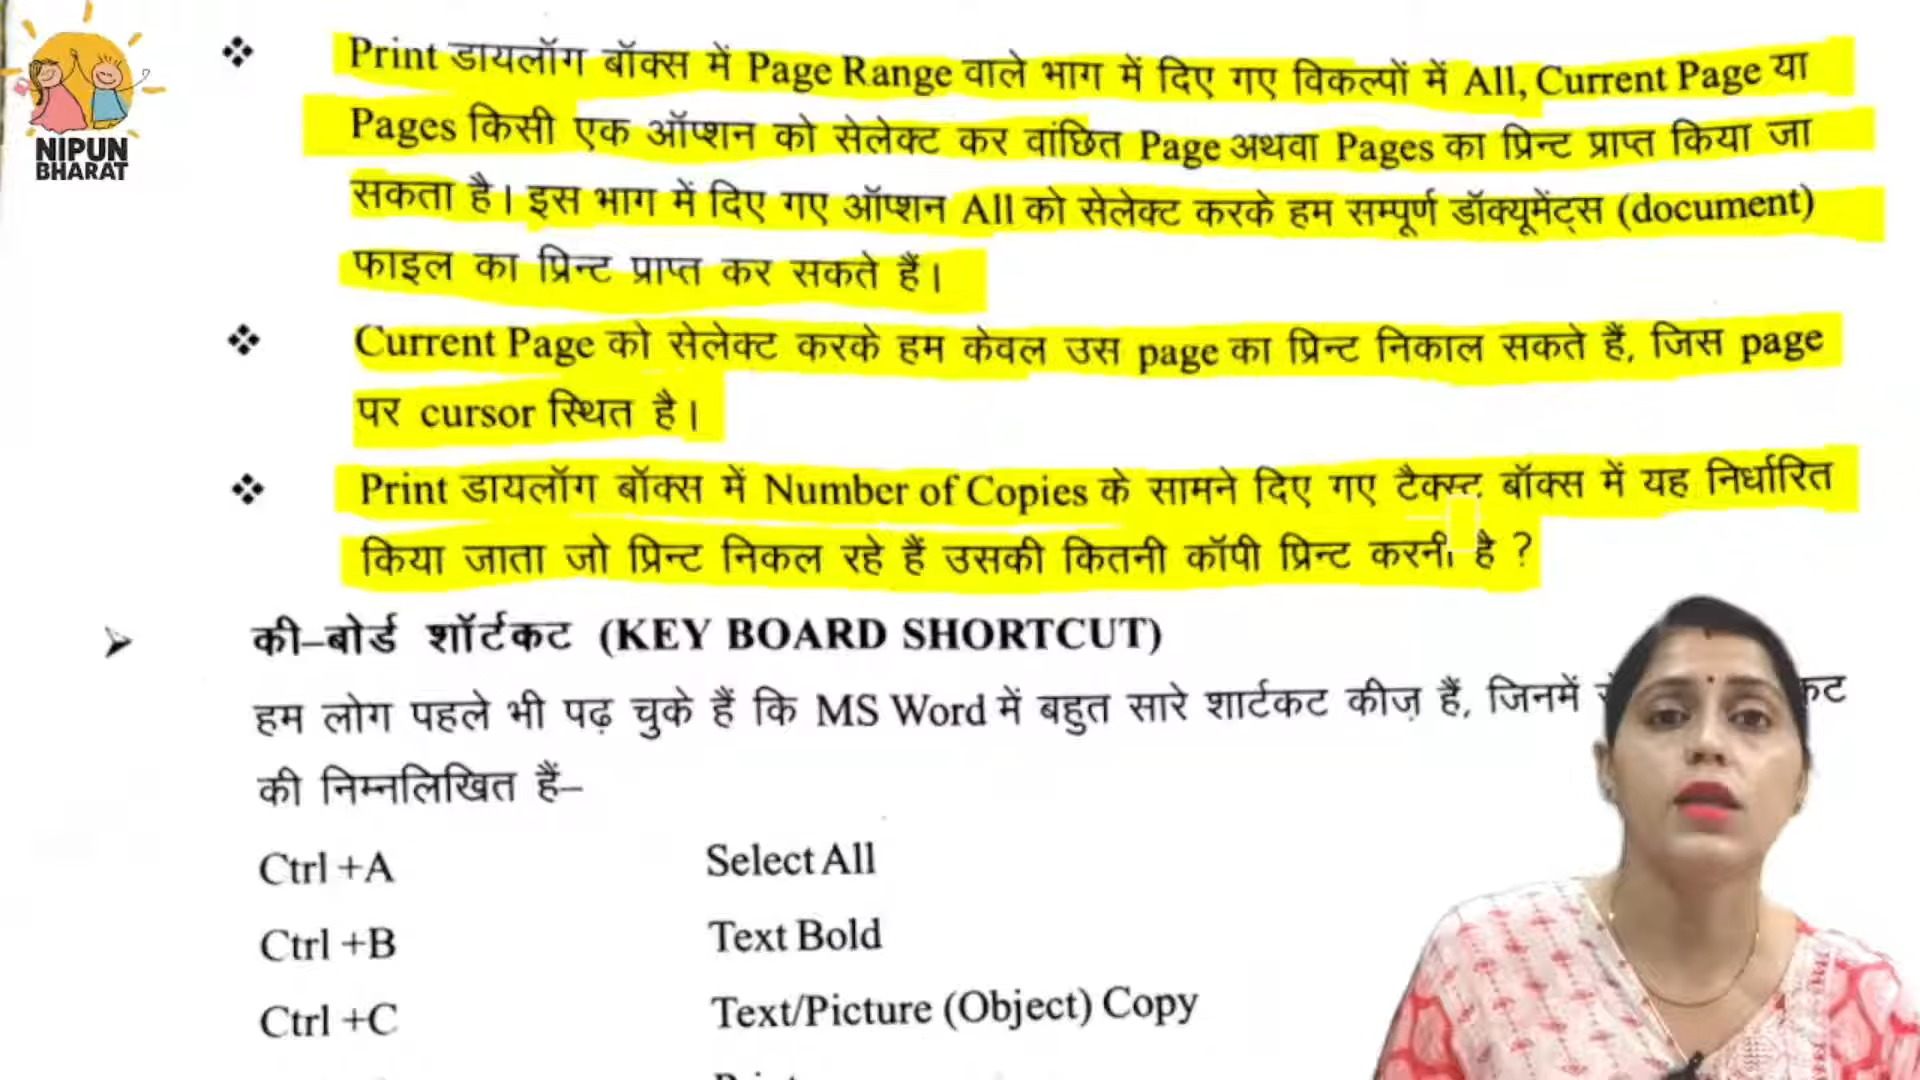 NIPUN
BHARAT
❖ Print डायलॉग बॉक्स में Page Range वाले भाग में दिए गए विकल्पों में All, Current Page या
Pages किसी एक ऑप्शन को सेलेक्ट कर वांछित Page अथवा Pages का प्रिन्ट प्राप्त किया जा
सकता है। इस भाग में दिए गए ऑप्शन All को सेलेक्ट करके हम सम्पूर्ण डॉक्यूमेंट्स (document)
फाइल का प्रिन्ट प्राप्त कर सकते हैं।
❖ Current Page को सेलेक्ट करके हम केवल उस page का प्रिन्ट निकाल सकते हैं, जिस page
पर cursor स्थित है।
❖ Print डायलॉग बॉक्स में Number of Copies के सामने दिए गए टैक्स्ट बॉक्स में यह निर्धारित
किया जाता जो प्रिन्ट निकल रहे हैं उसकी कितनी कॉपी प्रिन्ट करनी है ?
➢ की–बोर्ड शॉर्टकट (KEY BOARD SHORTCUT)
हम लोग पहले भी पढ़ चुके हैं कि MS Word में बहुत सारे शार्टकट कीज़ हैं, जिनमें
की निम्नलिखित हैं–
Ctrl +A Select All
Ctrl +B Text Bold
Ctrl +C Text/Picture (Object) Copy